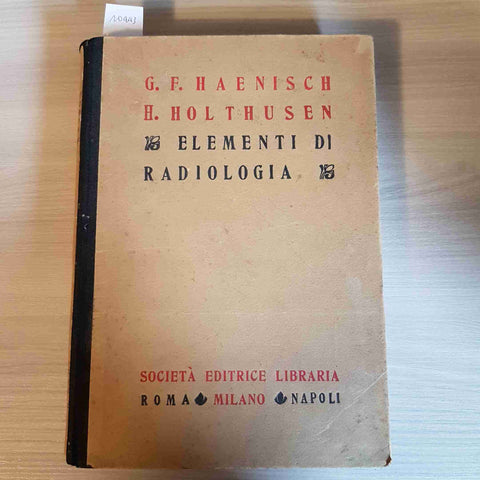 G. F. HAENISCH
H. HOLTHUSEN
ELEMENTI DI
RADIOLOGIA
SOCIETÀ EDITRICE LIBRARIA
ROMA MILANO NAPOLI